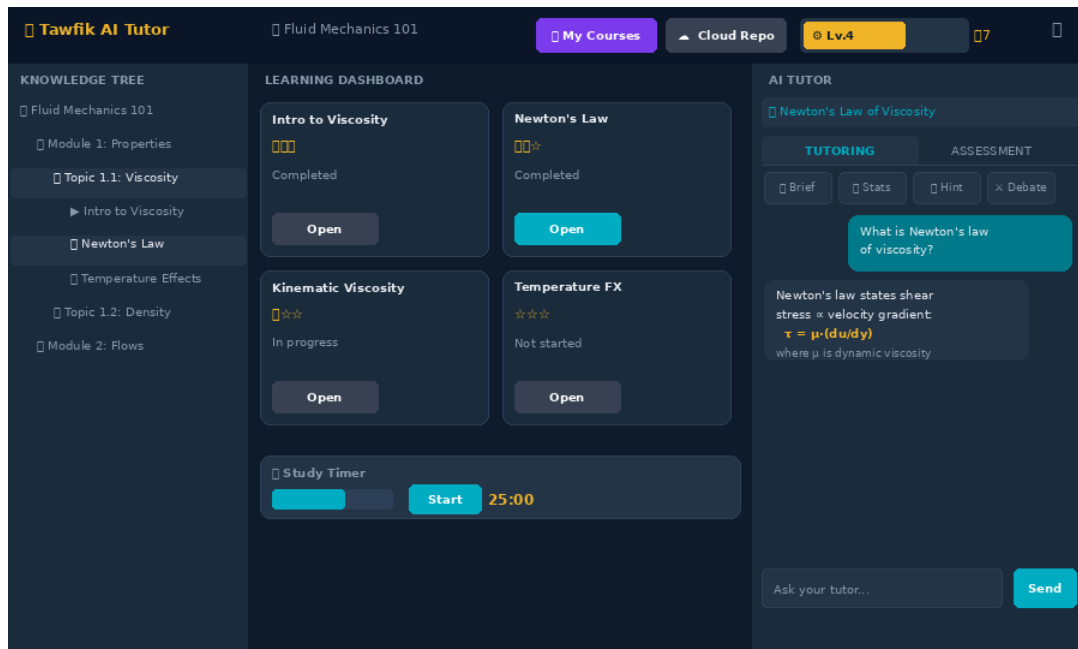 Tawfik AI Tutor
Fluid Mechanics 101
My Courses
Cloud Repo
Lv.4
7
KNOWLEDGE TREE
Fluid Mechanics 101
Module 1: Properties
Topic 1.1: Viscosity
▶ Intro to Viscosity
Newton's Law
Temperature Effects
Topic 1.2: Density
Module 2: Flows
LEARNING DASHBOARD
Intro to Viscosity
Completed
Open
Newton's Law
☆
Completed
Open
Kinematic Viscosity
☆☆
In progress
Open
Temperature FX
☆☆☆
Not started
Open
Study Timer
Start
25:00
AI TUTOR
Newton's Law of Viscosity
TUTORING
ASSESSMENT
Brief
Stats
Hint
⚔ Debate
What is Newton's law
of viscosity?
Newton's law states shear
stress ∝ velocity gradient:
τ = μ·(du/dy)
where μ is dynamic viscosity
Ask your tutor...
Send